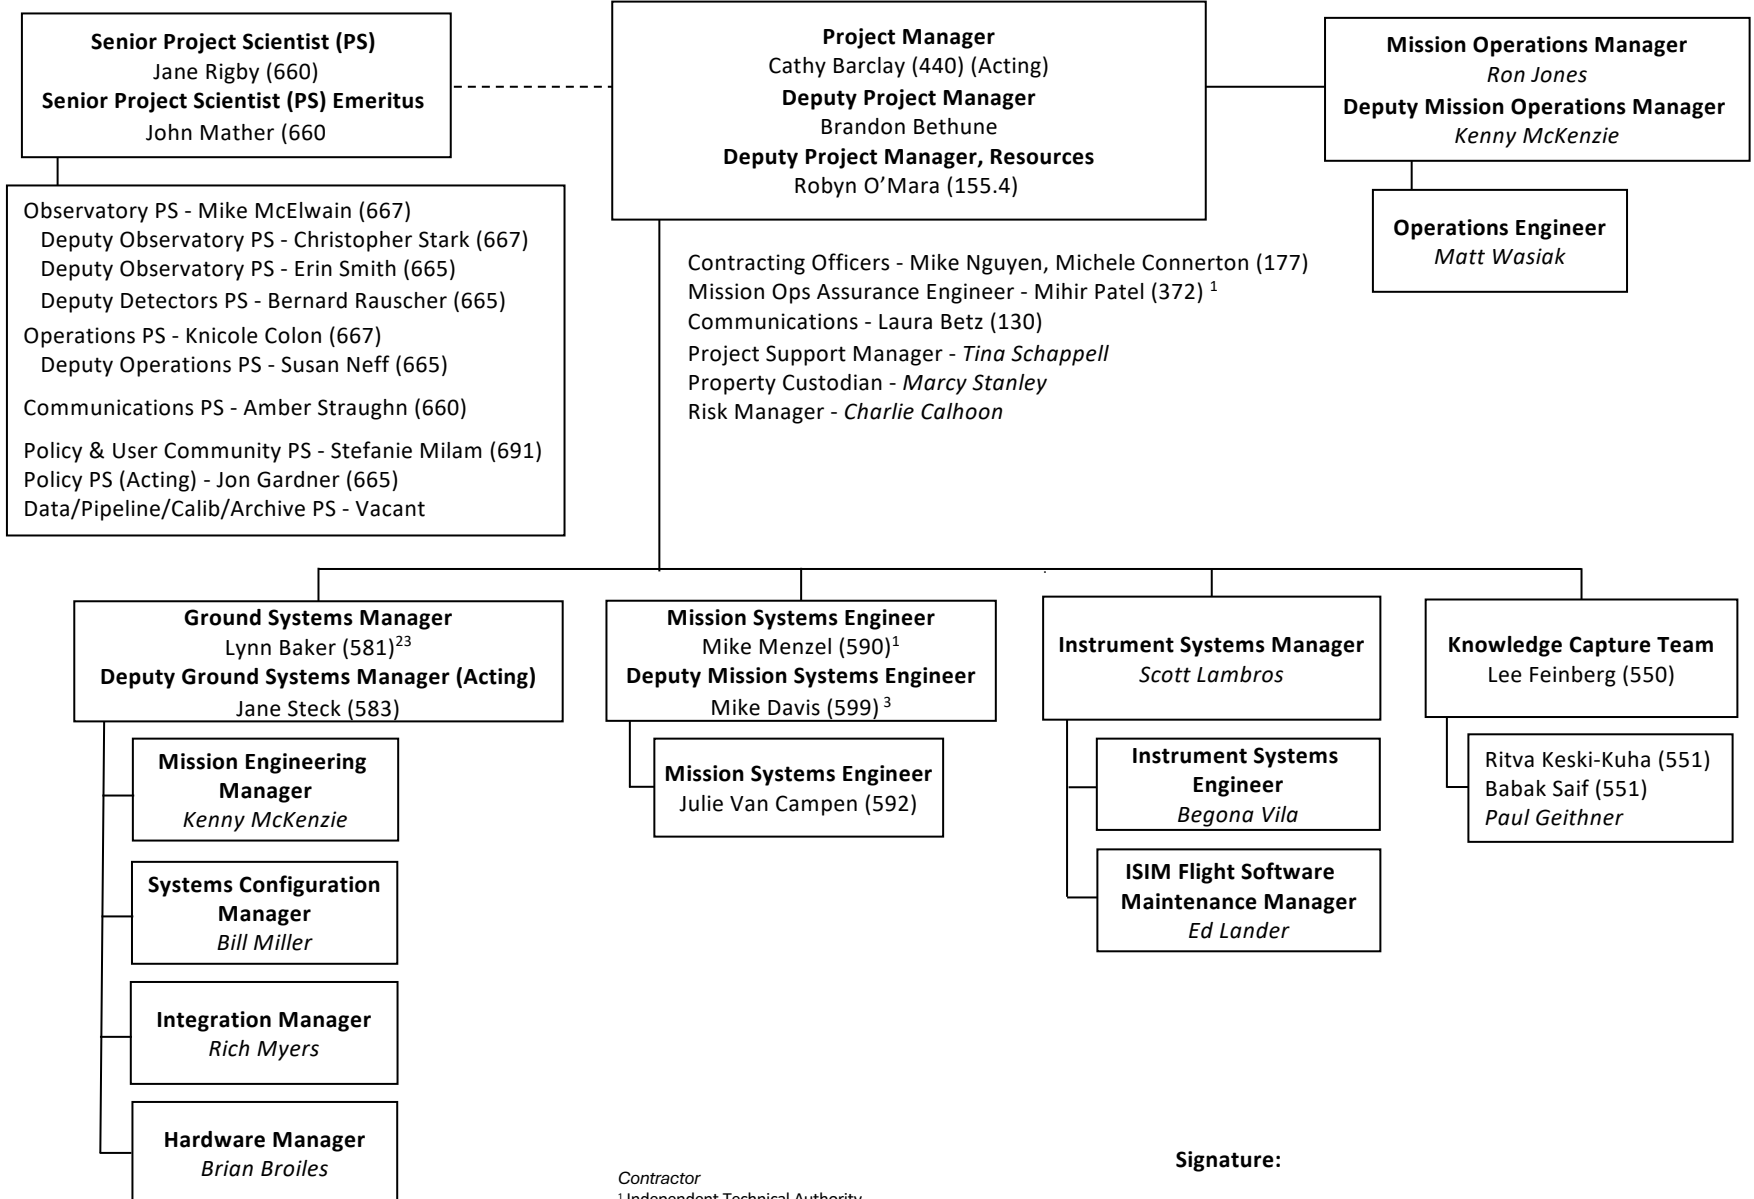 Senior Project Scientist (PS)
Jane Rigby (660)
Senior Project Scientist (PS) Emeritus
John Mather (660
Project Manager
Cathy Barclay (440) (Acting)
Deputy Project Manager
Brandon Bethune
Deputy Project Manager, Resources
Robyn O’Mara (155.4)
Mission Operations Manager
Ron Jones
Deputy Mission Operations Manager
Kenny McKenzie
Operations Engineer
Matt Wasiak
Observatory PS - Mike McElwain (667)
Deputy Observatory PS - Christopher Stark (667)
Deputy Observatory PS - Erin Smith (665)
Deputy Detectors PS - Bernard Rauscher (665)
Operations PS - Knicole Colon (667)
Deputy Operations PS - Susan Neff (665)
Communications PS - Amber Straughn (660)
Policy & User Community PS - Stefanie Milam (691)
Policy PS (Acting) - Jon Gardner (665)
Data/Pipeline/Calib/Archive PS - Vacant
Contracting Officers - Mike Nguyen, Michele Connerton (177)
Mission Ops Assurance Engineer - Mihir Patel (372) 1
Communications - Laura Betz (130)
Project Support Manager - Tina Schappell
Property Custodian - Marcy Stanley
Risk Manager - Charlie Calhoon
Ground Systems Manager
Lynn Baker (581)23
Deputy Ground Systems Manager (Acting)
Jane Steck (583)
Mission Engineering
Manager
Kenny McKenzie
Systems Configuration
Manager
Bill Miller
Integration Manager
Rich Myers
Hardware Manager
Brian Broiles
Mission Systems Engineer
Mike Menzel (590)1
Deputy Mission Systems Engineer
Mike Davis (599) 3
Mission Systems Engineer
Julie Van Campen (592)
Instrument Systems Manager
Scott Lambros
Instrument Systems
Engineer
Begona Vila
ISIM Flight Software
Maintenance Manager
Ed Lander
Knowledge Capture Team
Lee Feinberg (550)
Ritva Keski-Kuha (551)
Babak Saif (551)
Paul Geithner
Contractor
1 Independent Technical Authority
Signature: